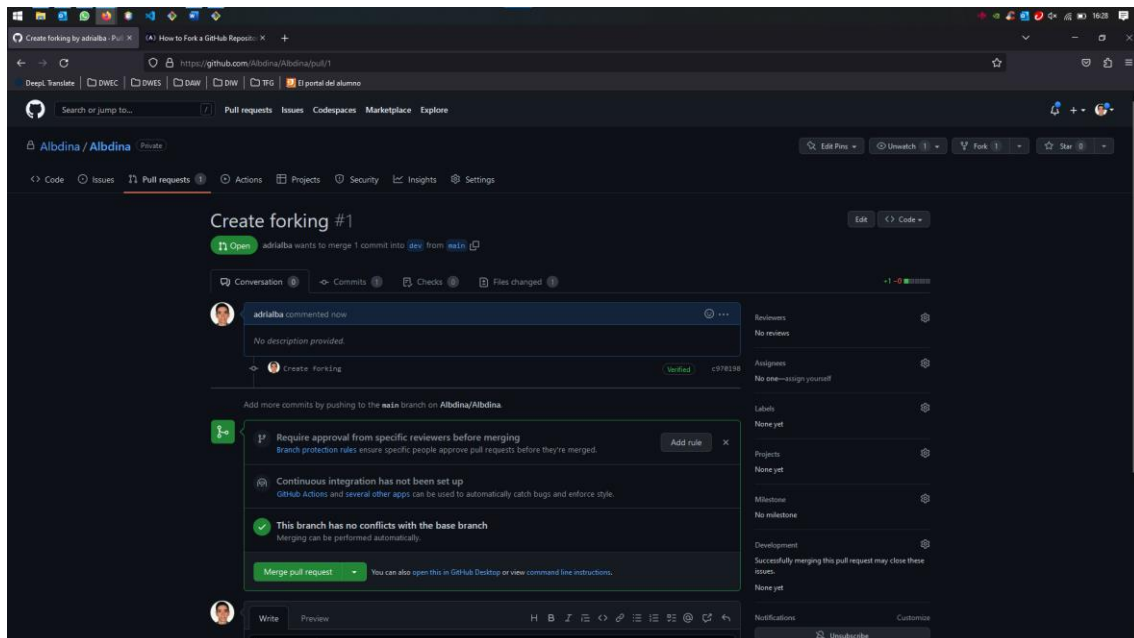 16:28
Create forking by adrialba · Pull
How to Fork a GitHub Reposito
https://github.com/Albdina/Albdina/pull/1
DeepL Translate DWEC DWES DAW DIW TFG El portal del alumno
Search or jump to... / Pull requests Issues Codespaces Marketplace Explore
Albdina / Albdina Private Edit Pins Unwatch 1 Fork 1 Star 0
Code Issues Pull requests 1 Actions Projects Security Insights Settings
Create forking #1 Edit <> Code
Open adrialba wants to merge 1 commit into dev from main
Conversation 0 Commits 1 Checks 0 Files changed 1 +1 −0
adrialba commented now
No description provided.
Create forking Verified c970198
Add more commits by pushing to the main branch on Albdina/Albdina.
Require approval from specific reviewers before merging
Branch protection rules ensure specific people approve pull requests before they're merged.
Add rule
Continuous integration has not been set up
GitHub Actions and several other apps can be used to automatically catch bugs and enforce style.
This branch has no conflicts with the base branch
Merging can be performed automatically.
Merge pull request You can also open this in GitHub Desktop or view command line instructions.
Write Preview H B I
Reviewers
No reviews
Assignees
No one—assign yourself
Labels
None yet
Projects
None yet
Milestone
No milestone
Development
Successfully merging this pull request may close these
issues.
None yet
Notifications Customize
Unsubscribe